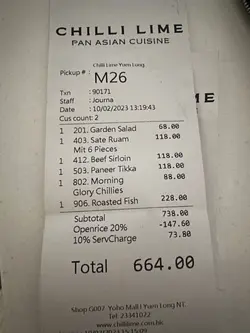 CHILLI LIME
PAN ASIAN CUISINE
Chilli Lime Yuen Long
Pickup# : M26
Txn : 90171
Staff : Journa
Date : 10/02/2023 13:19:43
Cus count: 2
1 201. Garden Salad 68.00
1 403. Sate Ruam 118.00
Mit 6 Pieces
1 412. Beef Sirloin 118.00
1 503. Paneer Tikka 118.00
1 802. Morning 88.00
Glory Chillies
1 906. Roasted Fish 228.00
Subtotal 738.00
Openrice 20% -147.60
10% ServCharge 73.80
Total 664.00
Shop G007 Yoho Mall I Yuen Long NT
Tel 23341022
www.chillilime.com.hk
LIME
CUISINE